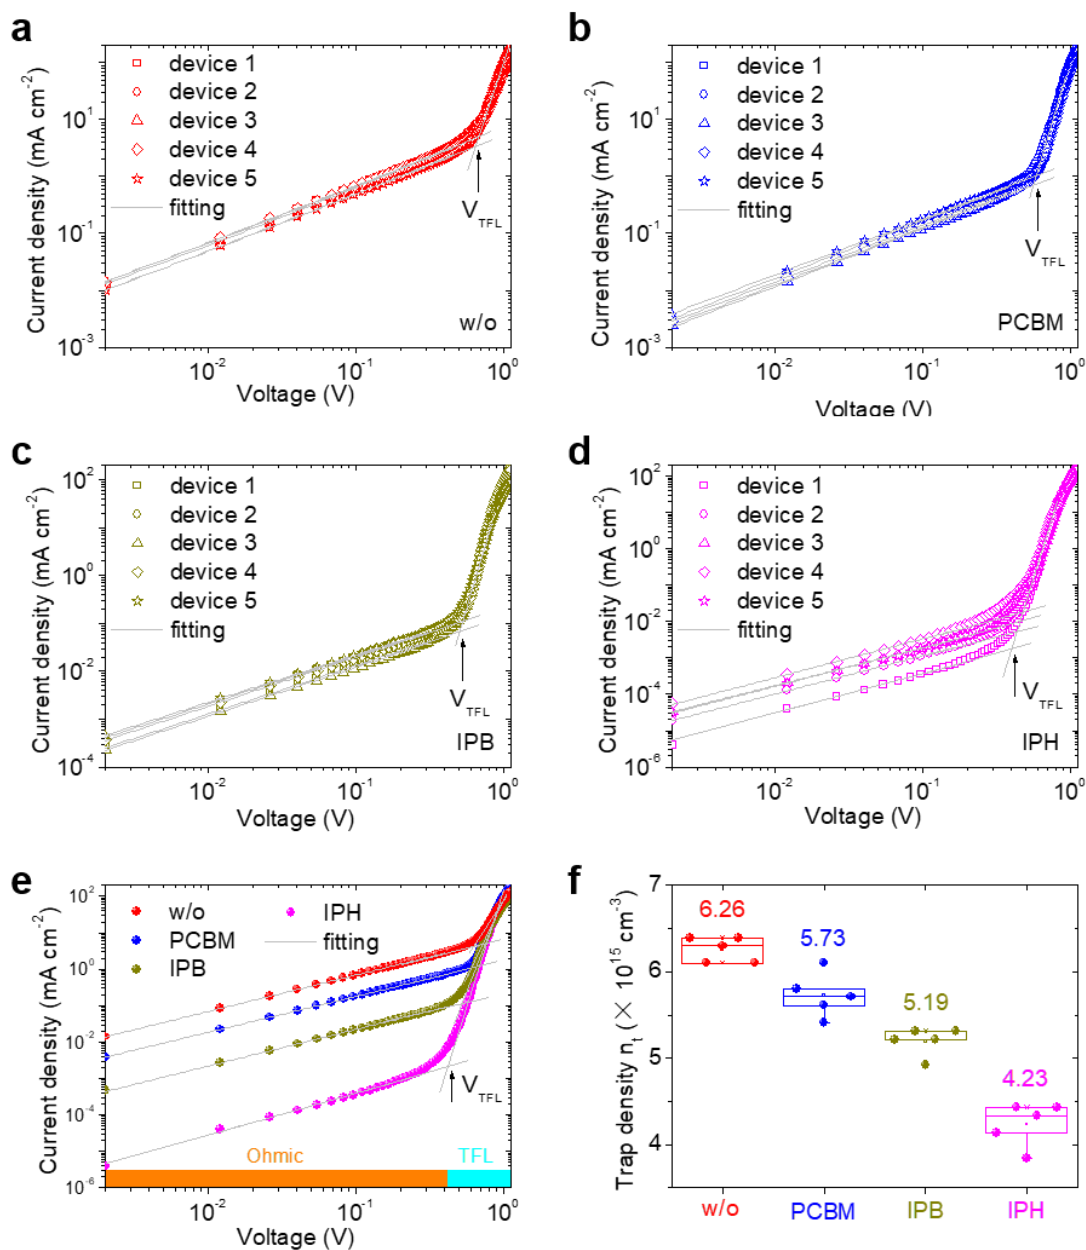 a
Current density (mA cm-2)
10^1
10^-1
10^-3
device 1
device 2
device 3
device 4
device 5
fitting
V_TFL
w/o
10^-2 10^-1 10^0
Voltage (V)
b
Current density (mA cm-2)
10^1
10^-1
10^-3
device 1
device 2
device 3
device 4
device 5
fitting
V_TFL
PCBM
10^-2 10^-1 10^0
Voltage (V)
c
Current density (mA cm-2)
10^2
10^0
10^-2
10^-4
device 1
device 2
device 3
device 4
device 5
fitting
V_TFL
IPB
10^-2 10^-1 10^0
Voltage (V)
d
Current density (mA cm-2)
10^2
10^0
10^-2
10^-4
10^-6
device 1
device 2
device 3
device 4
device 5
fitting
V_TFL
IPH
10^-2 10^-1 10^0
Voltage (V)
e
Current density (mA cm-2)
10^2
10^0
10^-2
10^-4
10^-6
w/o IPH
PCBM fitting
IPB
V_TFL
Ohmic TFL
10^-2 10^-1 10^0
Voltage (V)
f
Trap density n_t (× 10^15 cm^-3)
7
6
5
4
6.26
5.73
5.19
4.23
w/o PCBM IPB IPH